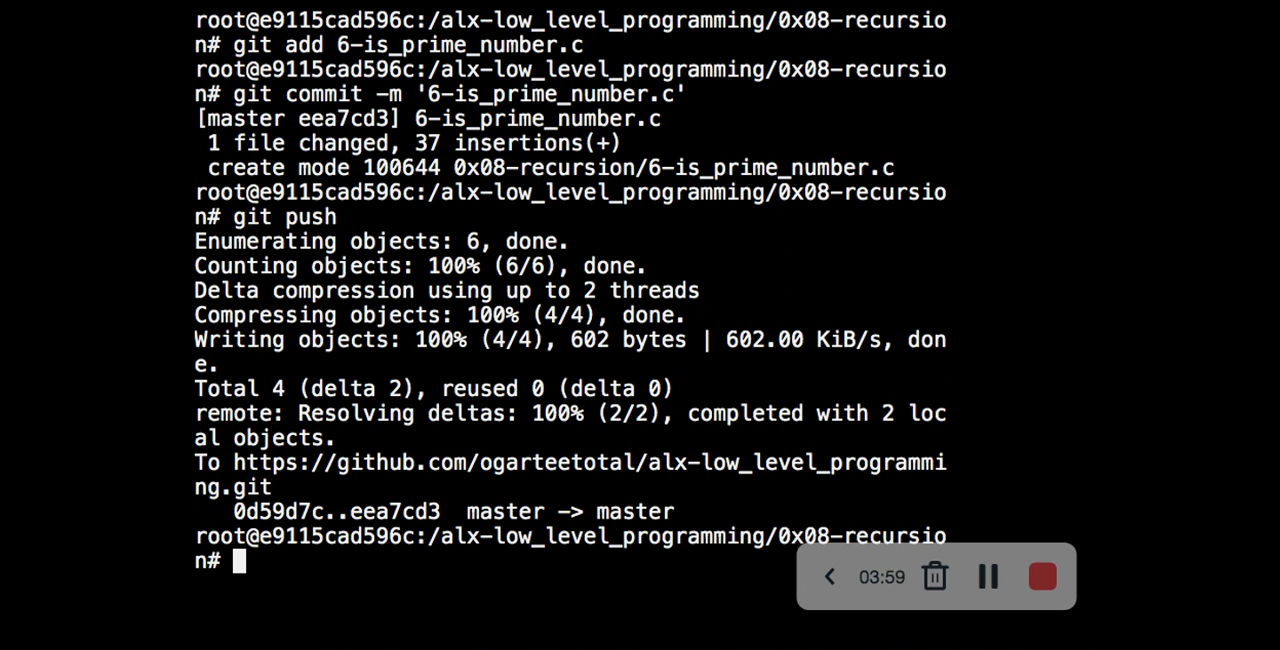 root@e9115cad596c:/alx-low_level_programming/0x08-recursio
n# git add 6-is_prime_number.c
root@e9115cad596c:/alx-low_level_programming/0x08-recursio
n# git commit -m '6-is_prime_number.c'
[master eea7cd3] 6-is_prime_number.c
 1 file changed, 37 insertions(+)
 create mode 100644 0x08-recursion/6-is_prime_number.c
root@e9115cad596c:/alx-low_level_programming/0x08-recursio
n# git push
Enumerating objects: 6, done.
Counting objects: 100% (6/6), done.
Delta compression using up to 2 threads
Compressing objects: 100% (4/4), done.
Writing objects: 100% (4/4), 602 bytes | 602.00 KiB/s, don
e.
Total 4 (delta 2), reused 0 (delta 0)
remote: Resolving deltas: 100% (2/2), completed with 2 loc
al objects.
To https://github.com/ogarteetotal/alx-low_level_programmi
ng.git
   0d59d7c..eea7cd3  master -> master
root@e9115cad596c:/alx-low_level_programming/0x08-recursio
n#
03:59